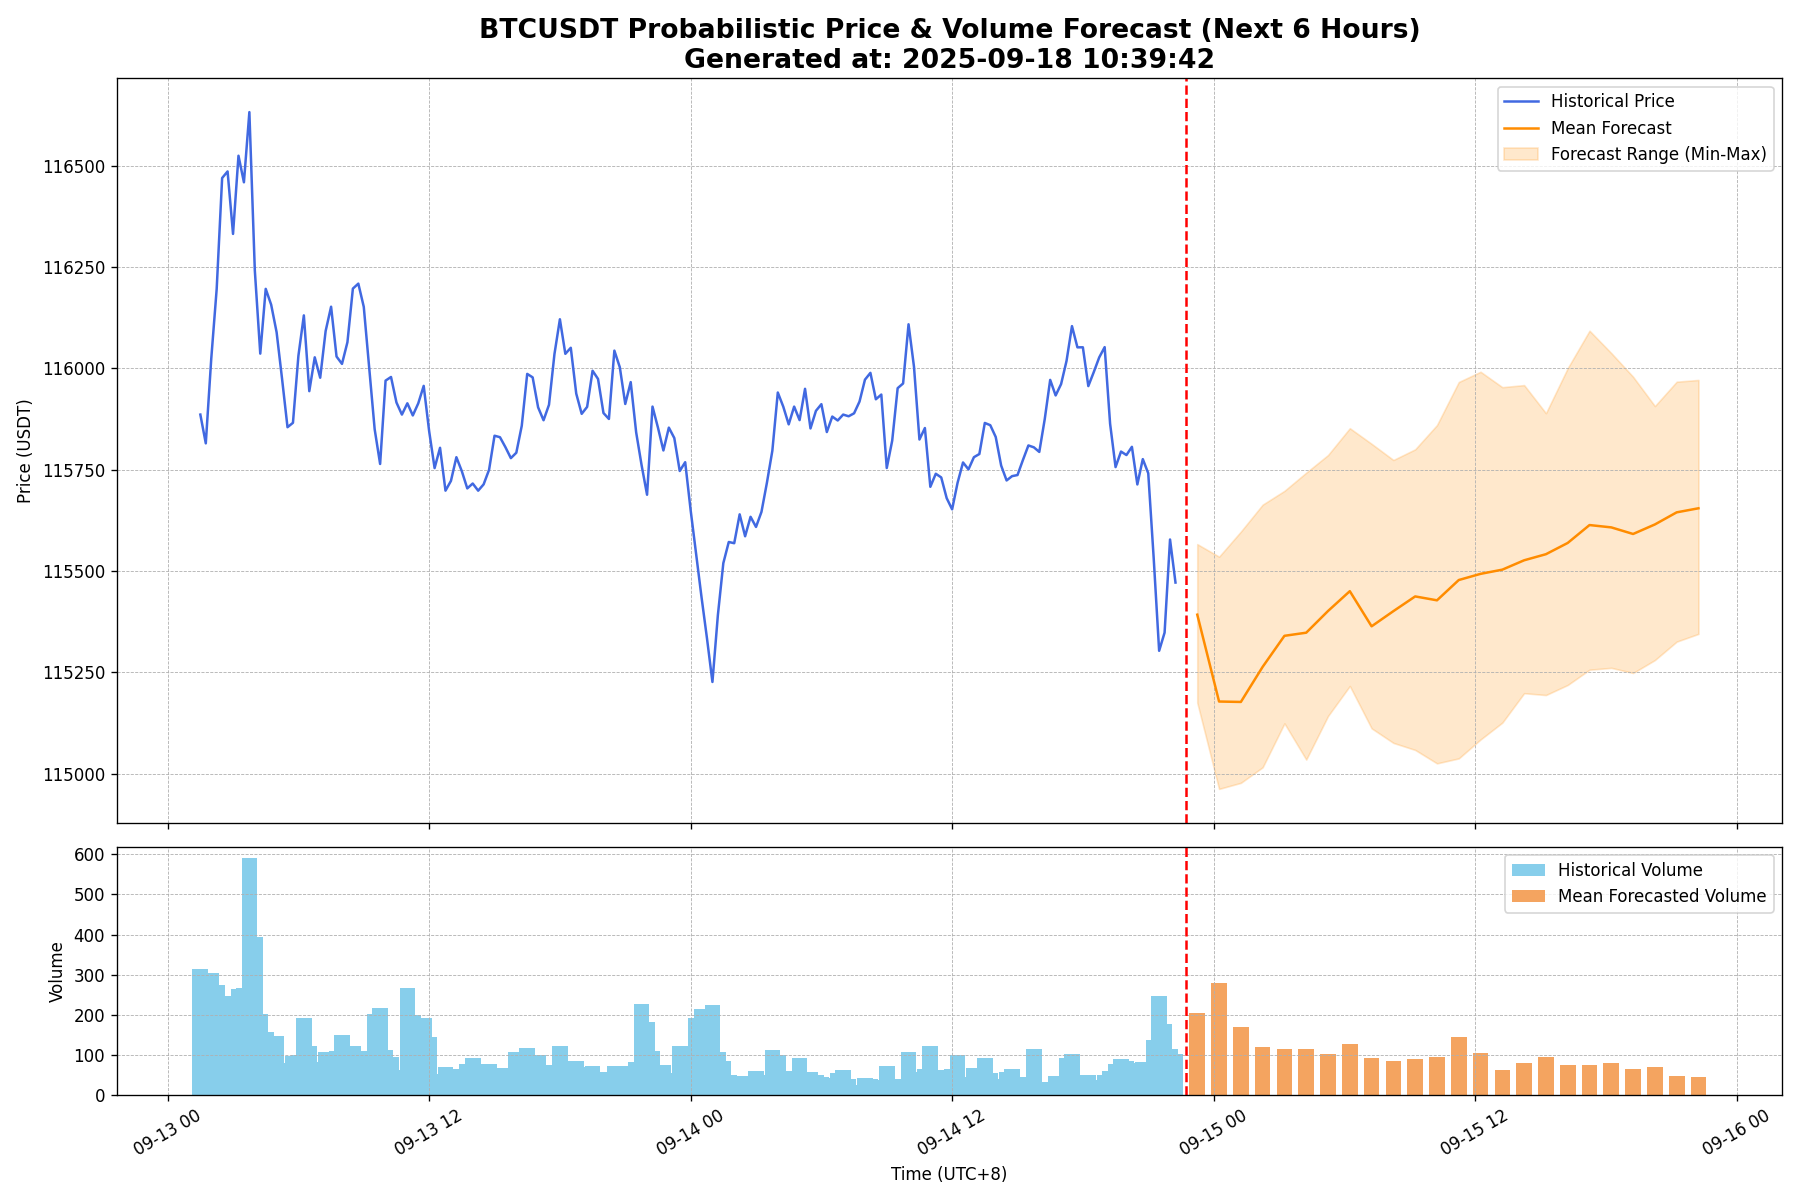 BTCUSDT Probabilistic Price & Volume Forecast (Next 6 Hours)
Generated at: 2025-09-18 10:39:42
Historical Price
Mean Forecast
Forecast Range (Min-Max)
116500
116250
116000
115750
115500
115250
115000
Price (USDT)
Historical Volume
Mean Forecasted Volume
600
500
400
300
200
100
0
Volume
09-13 00
09-13 12
09-14 00
09-14 12
09-15 00
09-15 12
09-16 00
Time (UTC+8)